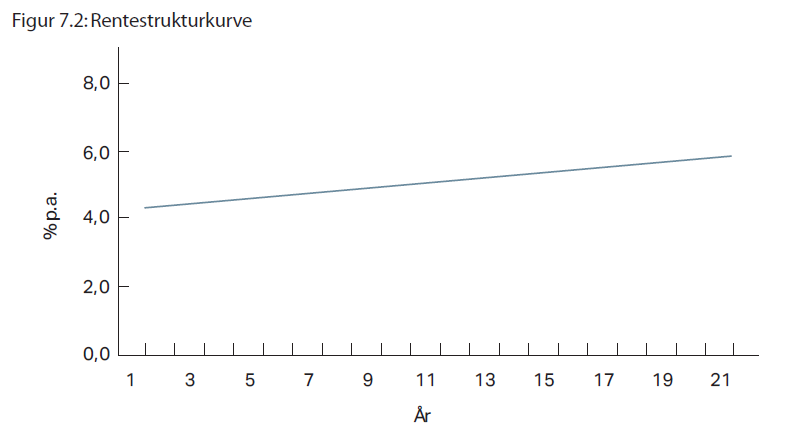 Figur 7.2: Rentestrukturkurve
8,0
6,0
4,0
2,0
0,0
% p.a.
1 3 5 7 9 11 13 15 17 19 21
År